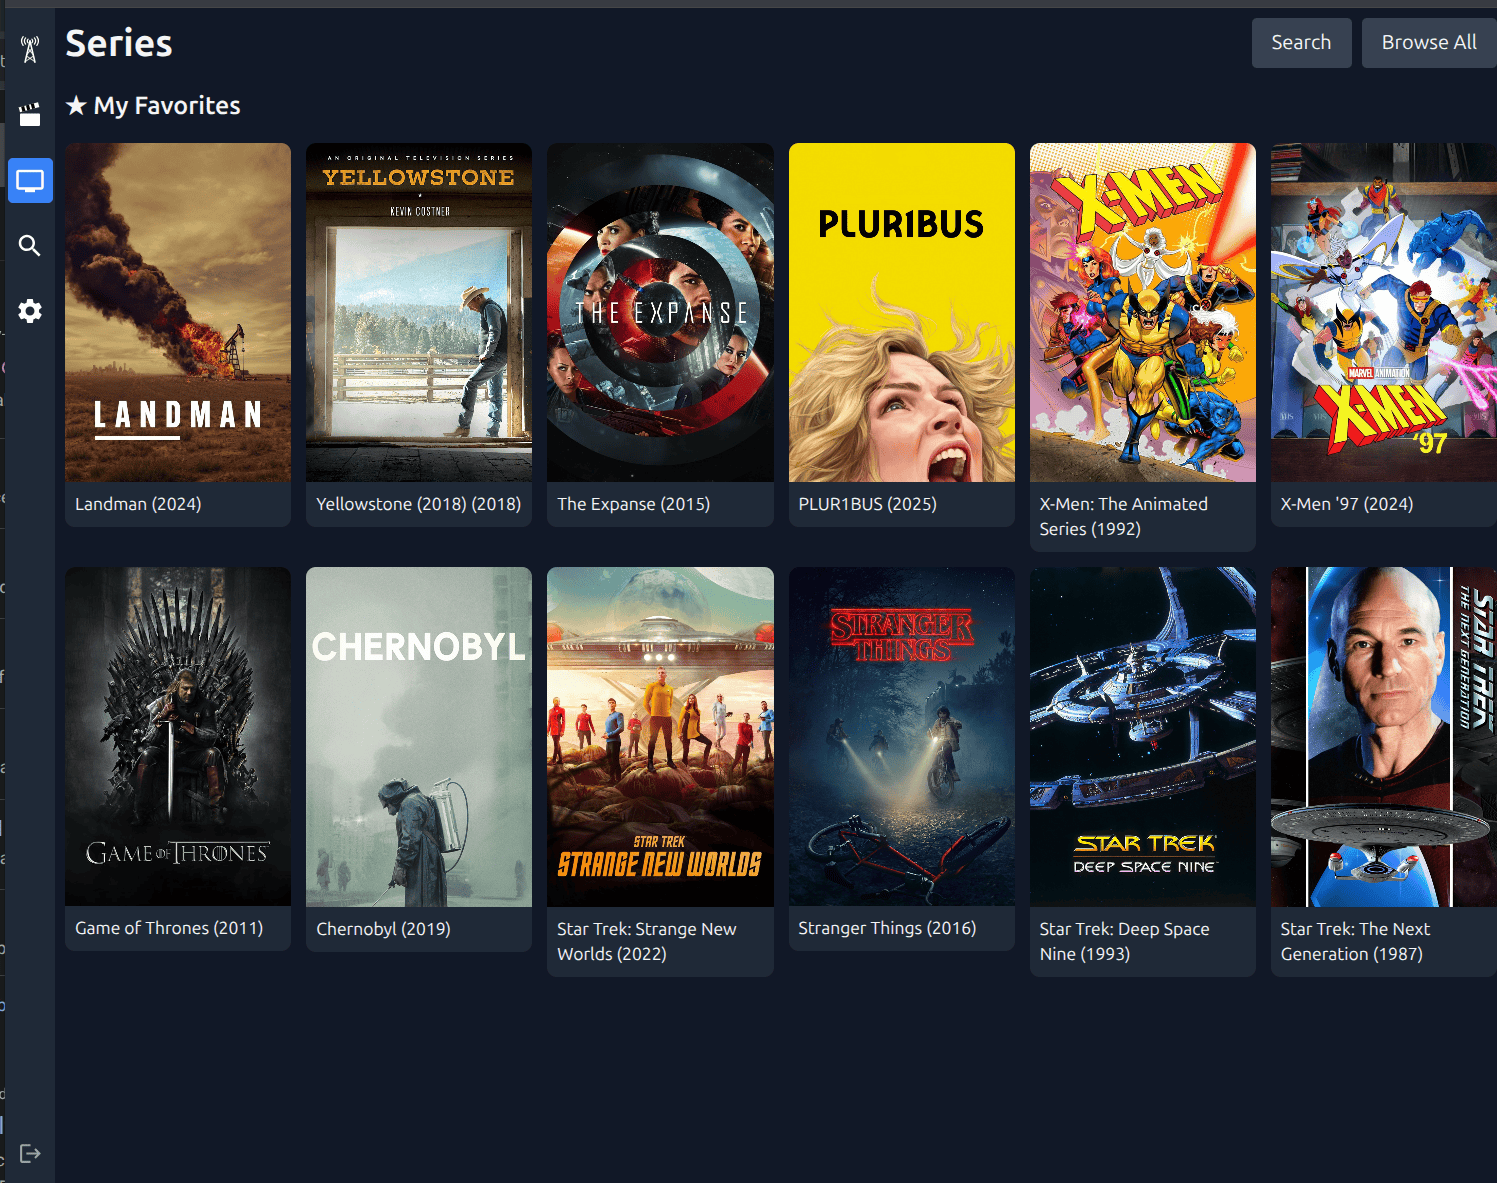 Series
Search
Browse All
★ My Favorites
LANDMAN
Landman (2024)
AN ORIGINAL TELEVISION SERIES
YELLOWSTONE
KEVIN COSTNER
Yellowstone (2018) (2018)
THE EXPANSE
The Expanse (2015)
PLUR1BUS
PLUR1BUS (2025)
X-MEN
X-Men: The Animated
Series (1992)
MARVEL ANIMATION
X-MEN
'97
X-Men '97 (2024)
GAME OF THRONES
Game of Thrones (2011)
CHERNOBYL
Chernobyl (2019)
STAR TREK
STRANGE NEW WORLDS
Star Trek: Strange New
Worlds (2022)
STRANGER
THINGS
Stranger Things (2016)
STAR TREK
DEEP SPACE NINE
Star Trek: Deep Space
Nine (1993)
STAR TREK
THE NEXT GENERATION
Star Trek: The Next
Generation (1987)